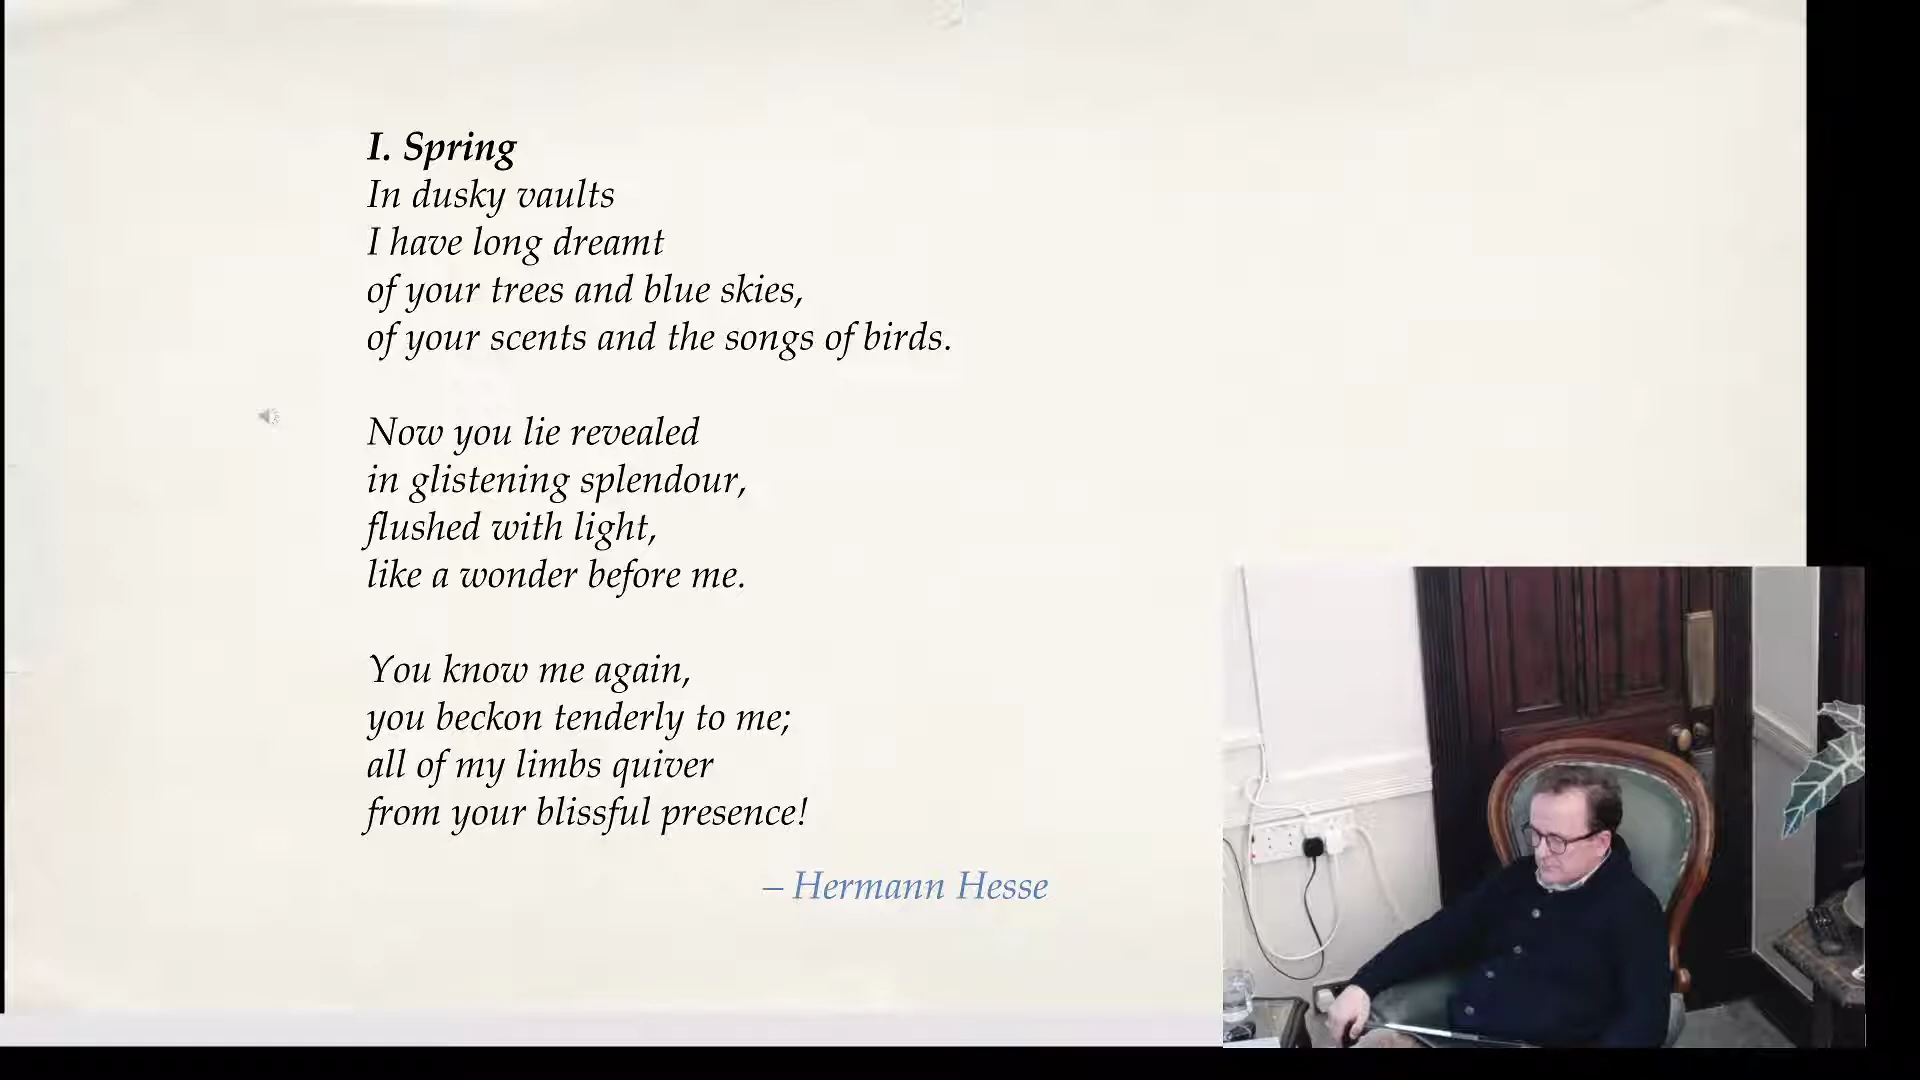 I. Spring
In dusky vaults
I have long dreamt
of your trees and blue skies,
of your scents and the songs of birds.
Now you lie revealed
in glistening splendour,
flushed with light,
like a wonder before me.
You know me again,
you beckon tenderly to me;
all of my limbs quiver
from your blissful presence!
– Hermann Hesse